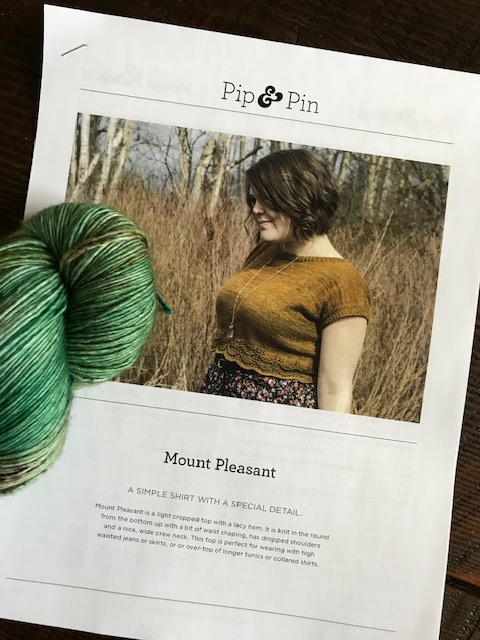 Pip & Pin
Mount Pleasant
A SIMPLE SHIRT WITH A SPECIAL DETAIL.
Mount Pleasant is a light cropped top with a lacy hem. It is knit in the round
from the bottom up with a bit of waist shaping, has dropped shoulders
and a nice, wide crew neck. This top is perfect for wearing with high
waisted jeans or skirts, or or over-top of longer tunics or collared shirts.